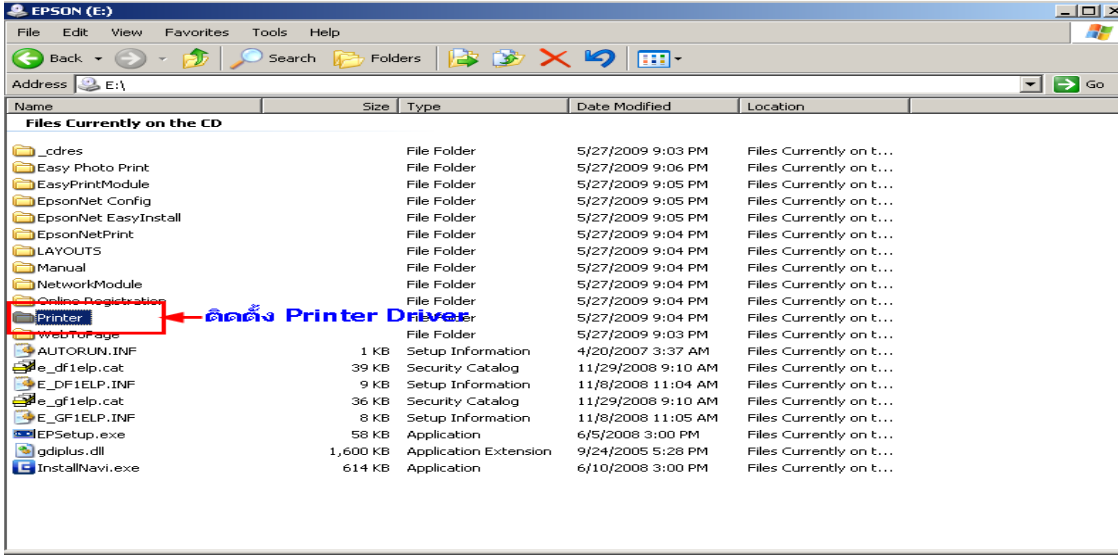 EPSON (E:)
File Edit View Favorites Tools Help
Back Search Folders
Address E:\ Go
Name Size Type Date Modified Location
Files Currently on the CD
_cdres File Folder 5/27/2009 9:03 PM Files Currently on t...
Easy Photo Print File Folder 5/27/2009 9:06 PM Files Currently on t...
EasyPrintModule File Folder 5/27/2009 9:05 PM Files Currently on t...
EpsonNet Config File Folder 5/27/2009 9:05 PM Files Currently on t...
EpsonNet EasyInstall File Folder 5/27/2009 9:05 PM Files Currently on t...
EpsonNetPrint File Folder 5/27/2009 9:04 PM Files Currently on t...
LAYOUTS File Folder 5/27/2009 9:04 PM Files Currently on t...
Manual File Folder 5/27/2009 9:04 PM Files Currently on t...
NetworkModule File Folder 5/27/2009 9:04 PM Files Currently on t...
Online Registration File Folder 5/27/2009 9:04 PM Files Currently on t...
Printer ติดตั้ง Printer Driver File Folder 5/27/2009 9:04 PM Files Currently on t...
WebToPage File Folder 5/27/2009 9:03 PM Files Currently on t...
AUTORUN.INF 1 KB Setup Information 4/20/2007 3:37 AM Files Currently on t...
e_df1elp.cat 39 KB Security Catalog 11/29/2008 9:10 AM Files Currently on t...
E_DF1ELP.INF 9 KB Setup Information 11/8/2008 11:04 AM Files Currently on t...
e_gf1elp.cat 36 KB Security Catalog 11/29/2008 9:10 AM Files Currently on t...
E_GF1ELP.INF 8 KB Setup Information 11/8/2008 11:05 AM Files Currently on t...
EPSetup.exe 58 KB Application 6/5/2008 3:00 PM Files Currently on t...
gdiplus.dll 1,600 KB Application Extension 9/24/2005 5:28 PM Files Currently on t...
InstallNavi.exe 614 KB Application 6/10/2008 3:00 PM Files Currently on t...